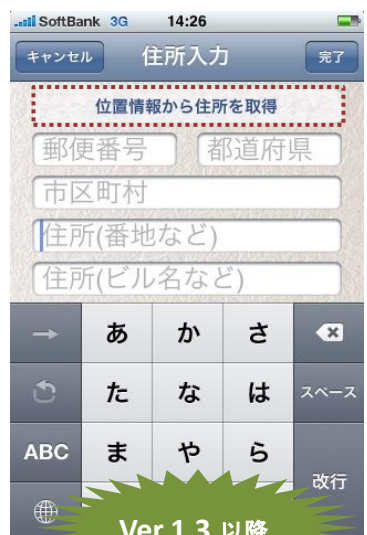 SoftBank 3G 14:26
キャンセル 住所入力 完了
位置情報から住所を取得
郵便番号 都道府県
市区町村
住所(番地など)
住所(ビル名など)
→ あ か さ
た な は スペース
ABC ま や ら
改行
Ver.1.3 以降